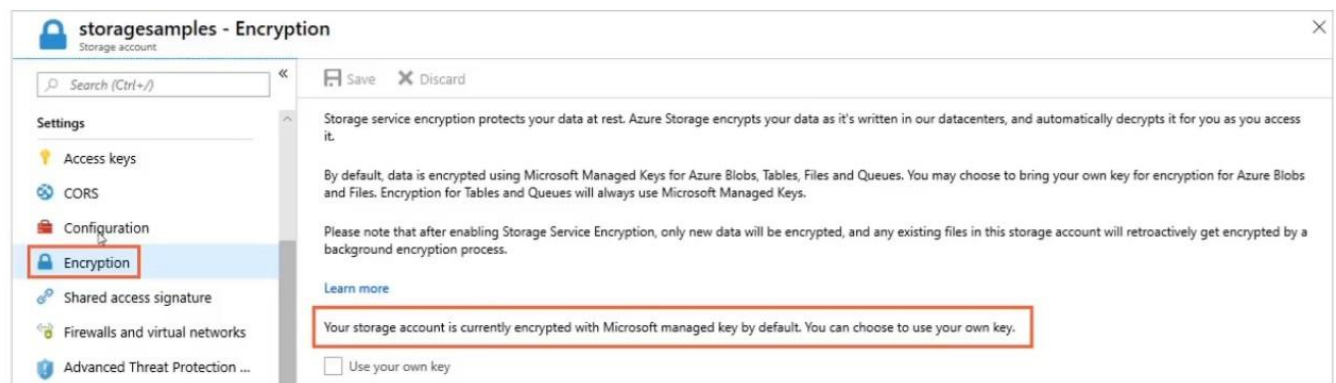 storagesamples - Encryption
Storage account
Search (Ctrl+/)
«
Save
Discard
Settings
Access keys
CORS
Configuration
Encryption
Shared access signature
Firewalls and virtual networks
Advanced Threat Protection ...
Storage service encryption protects your data at rest. Azure Storage encrypts your data as it's written in our datacenters, and automatically decrypts it for you as you access
it.
By default, data is encrypted using Microsoft Managed Keys for Azure Blobs, Tables, Files and Queues. You may choose to bring your own key for encryption for Azure Blobs
and Files. Encryption for Tables and Queues will always use Microsoft Managed Keys.
Please note that after enabling Storage Service Encryption, only new data will be encrypted, and any existing files in this storage account will retroactively get encrypted by a
background encryption process.
Learn more
Your storage account is currently encrypted with Microsoft managed key by default. You can choose to use your own key.
Use your own key